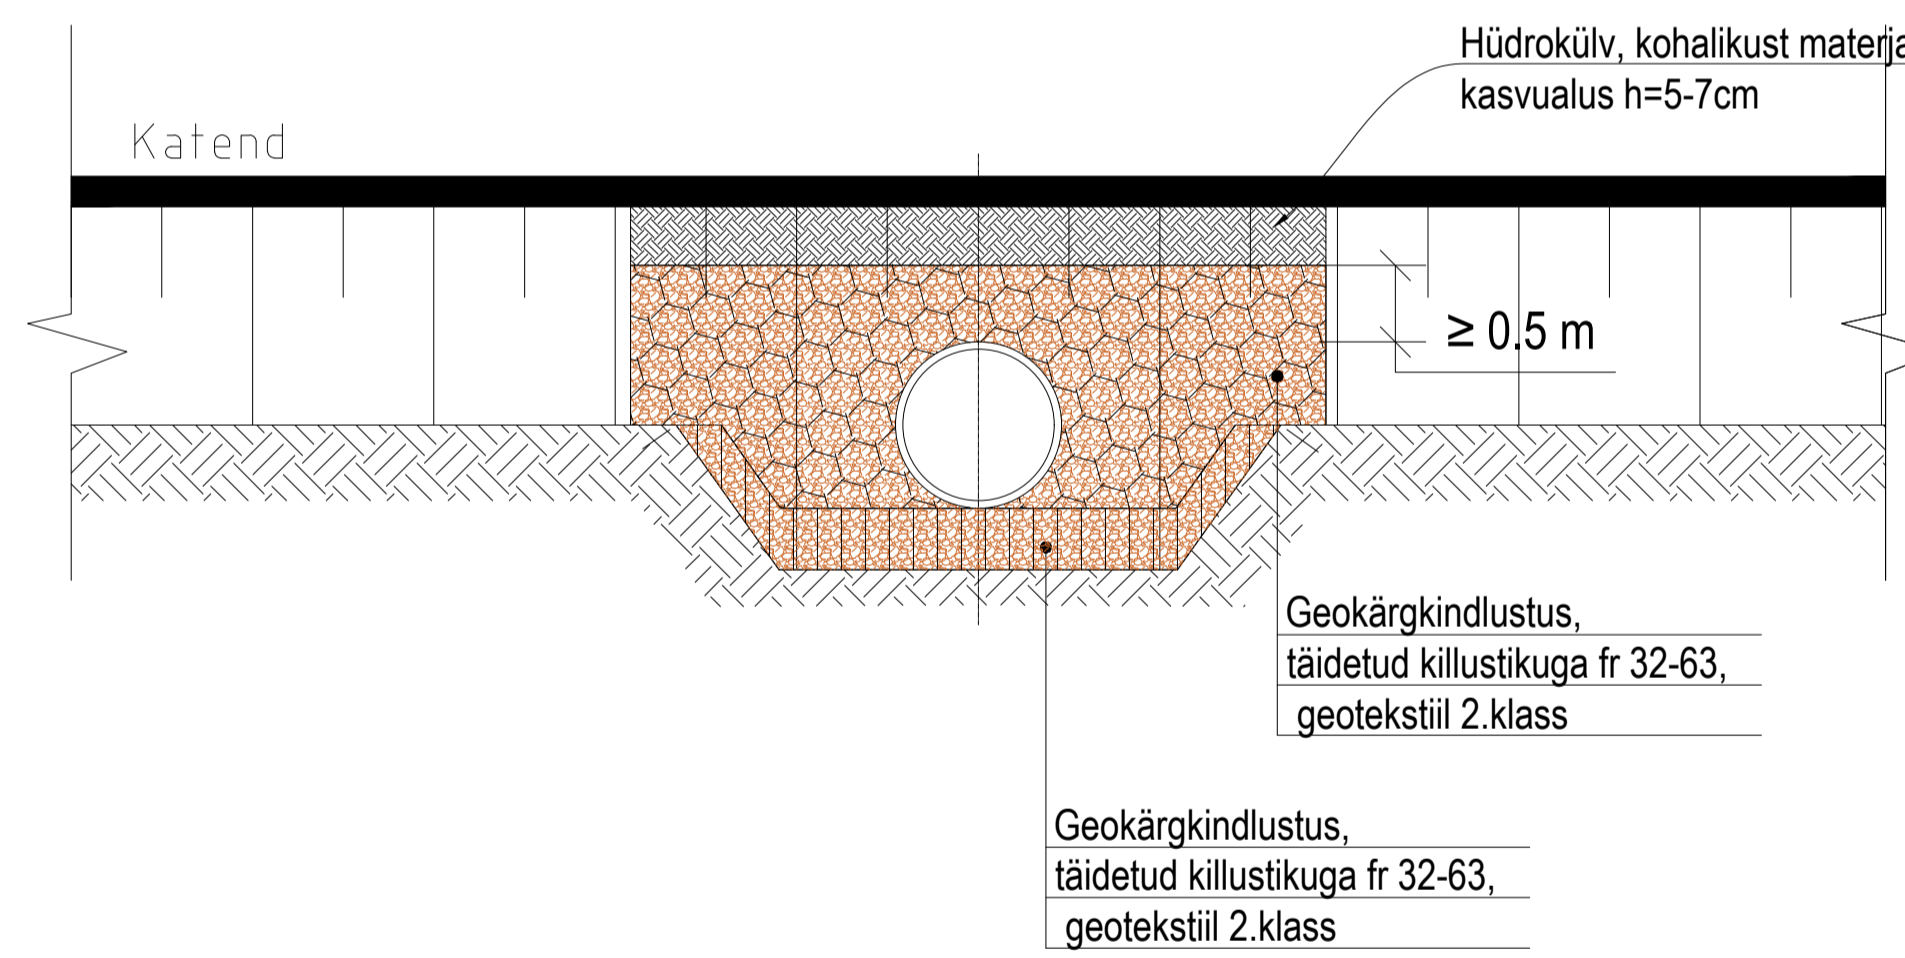 Hüdrokülv, kohalikust
kasvualus h=5-7cm
Katend
≥ 0.5 m
Geokärgkindlustus,
täidetud killustikuga fr 32-63,
geotekstiil 2.klass
Geokärgkindlustus,
täidetud killustikuga fr 32-63,
geotekstiil 2.klass